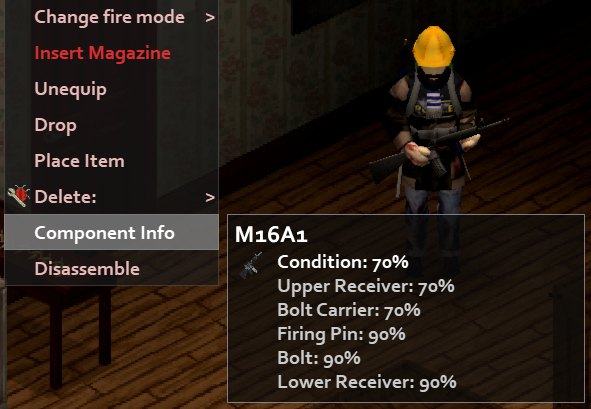 Change fire mode >
Insert Magazine
Unequip
Drop
Place Item
Delete: >
Component Info
Disassemble
M16A1
Condition: 70%
Upper Receiver: 70%
Bolt Carrier: 70%
Firing Pin: 90%
Bolt: 90%
Lower Receiver: 90%